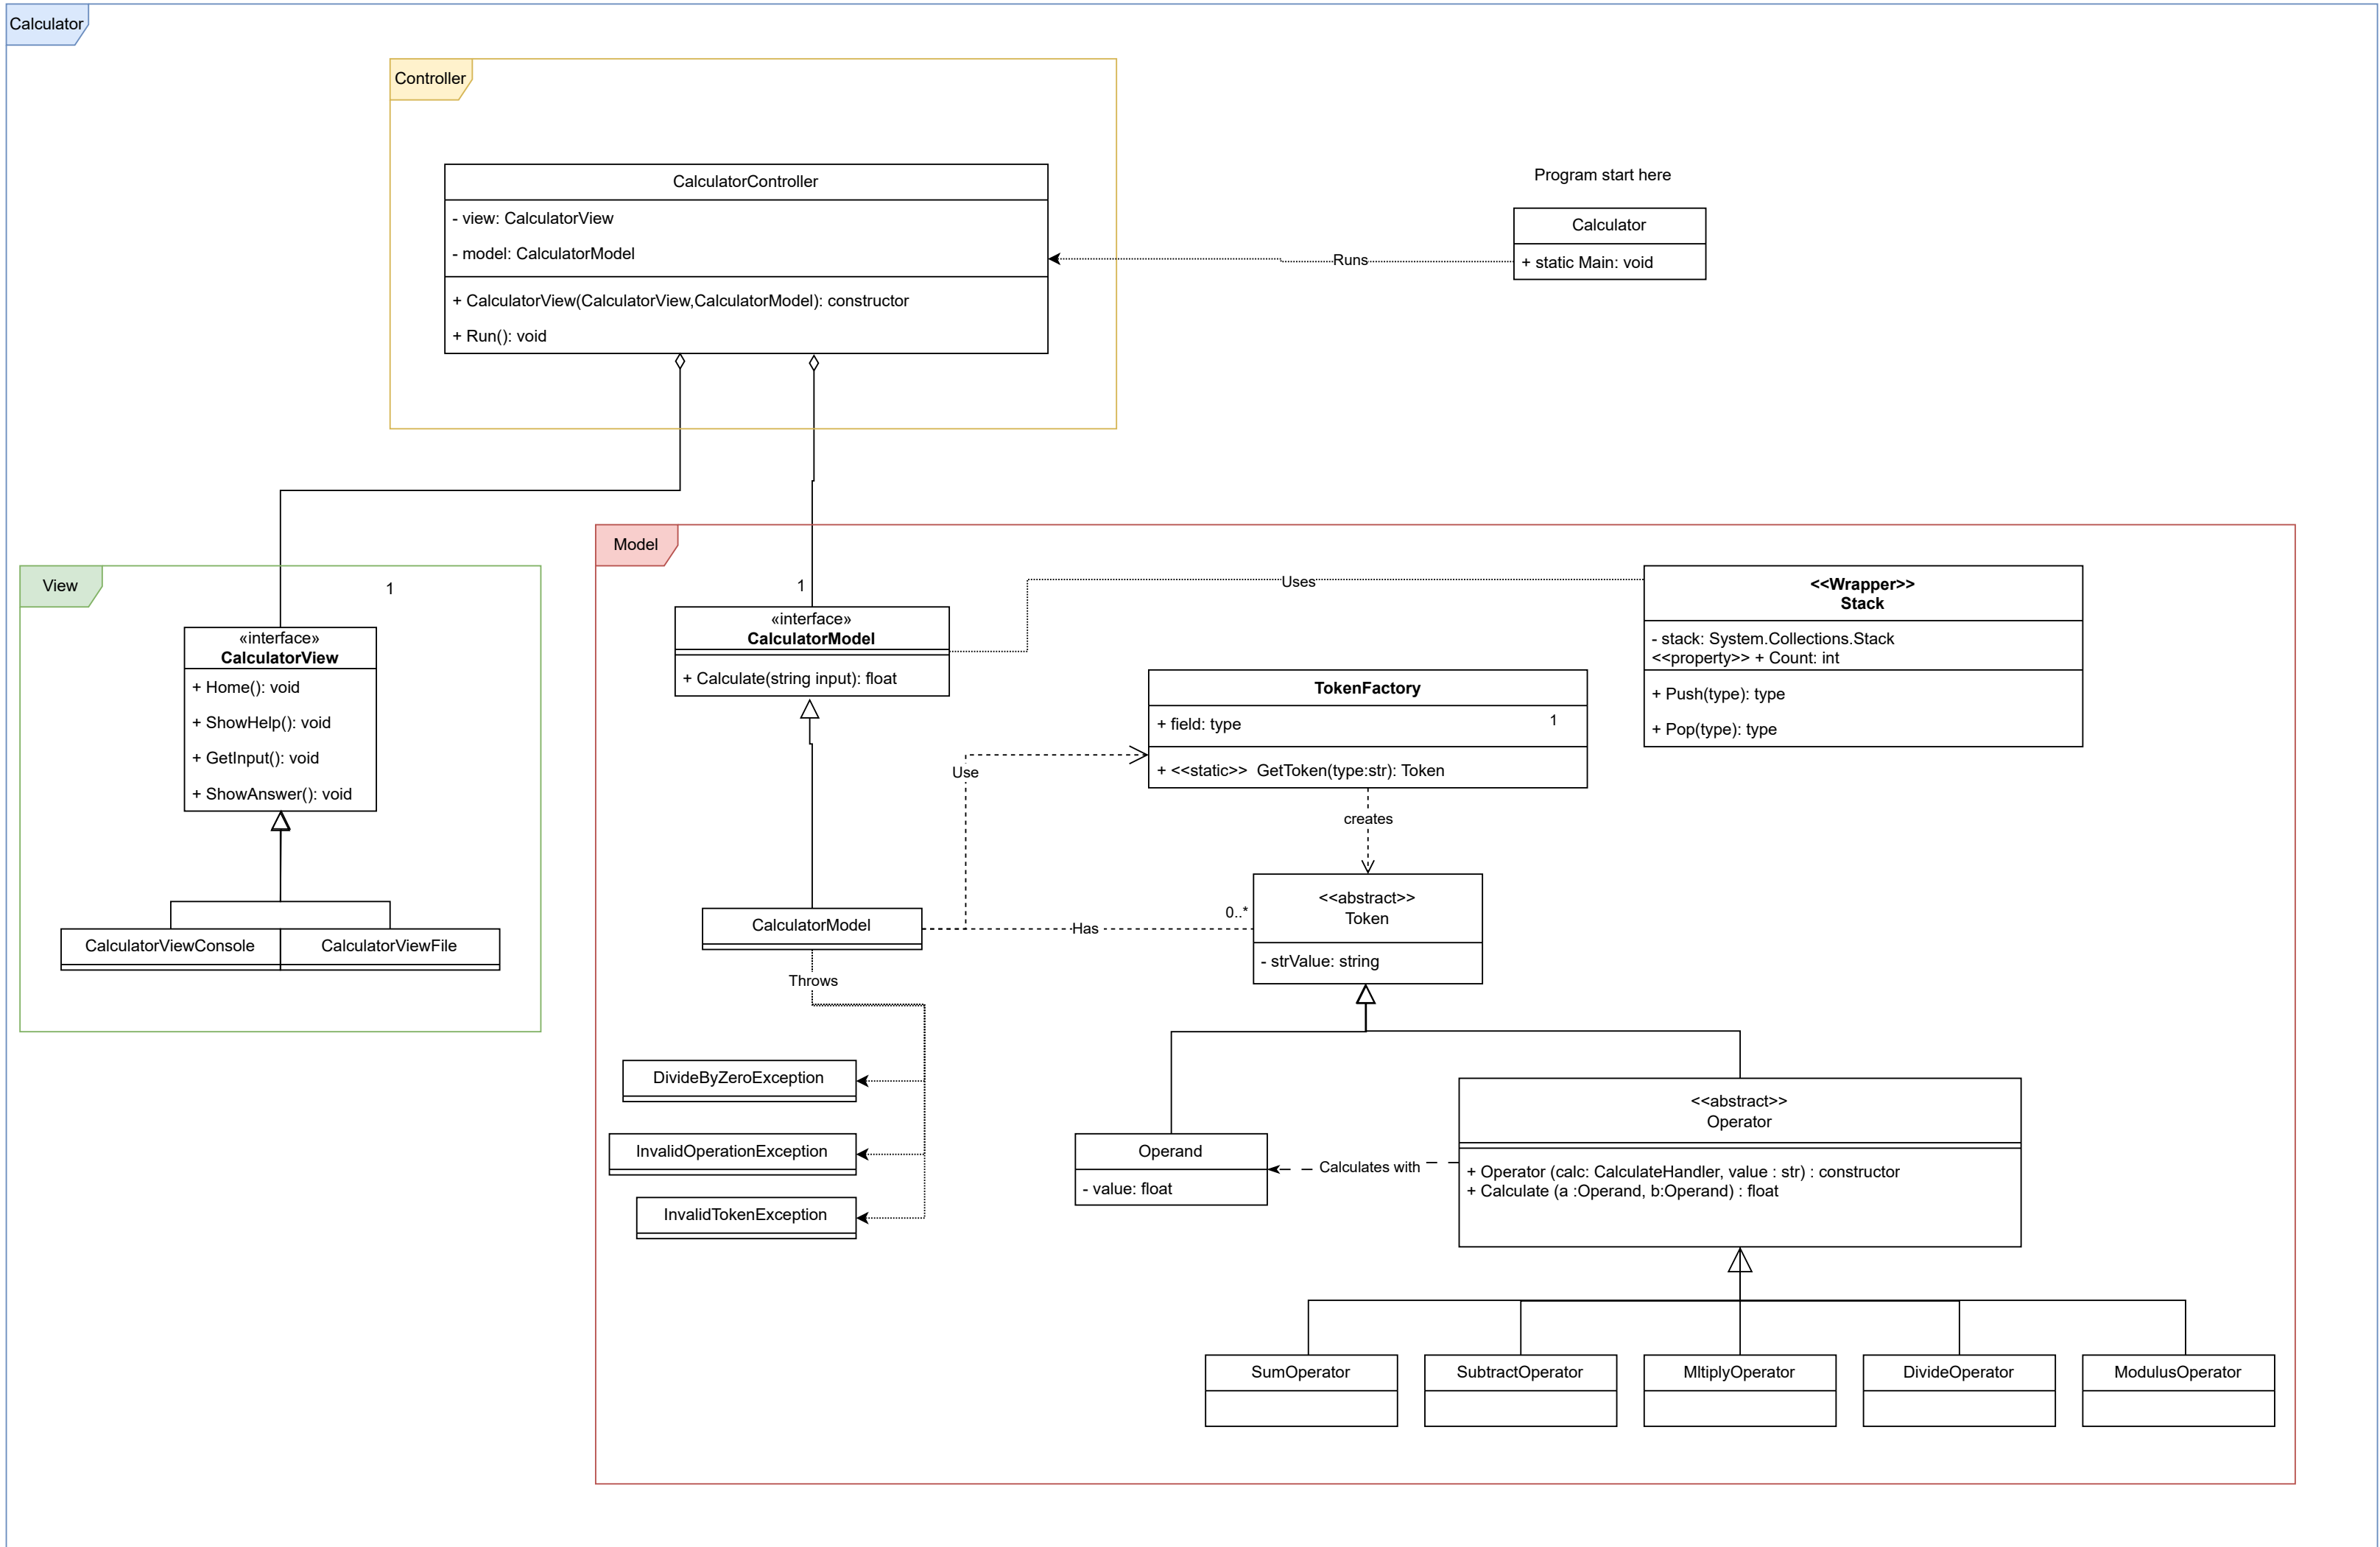 Calculator
Controller
CalculatorController
- view: CalculatorView
- model: CalculatorModel
+ CalculatorView(CalculatorView,CalculatorModel): constructor
+ Run(): void
Program start here
Calculator
+ static Main: void
Runs
View
1
«interface»
CalculatorView
+ Home(): void
+ ShowHelp(): void
+ GetInput(): void
+ ShowAnswer(): void
CalculatorViewConsole
CalculatorViewFile
Model
1
«interface»
CalculatorModel
+ Calculate(string input): float
Uses
<<Wrapper>>
Stack
- stack: System.Collections.Stack
<<property>> + Count: int
+ Push(type): type
+ Pop(type): type
TokenFactory
+ field: type
1
+ <<static>>  GetToken(type:str): Token
Use
creates
CalculatorModel
Has
0..*
<<abstract>>
Token
- strValue: string
Throws
DivideByZeroException
InvalidOperationException
InvalidTokenException
Operand
- value: float
Calculates with
<<abstract>>
Operator
+ Operator (calc: CalculateHandler, value : str) : constructor
+ Calculate (a :Operand, b:Operand) : float
SumOperator
SubtractOperator
MltiplyOperator
DivideOperator
ModulusOperator